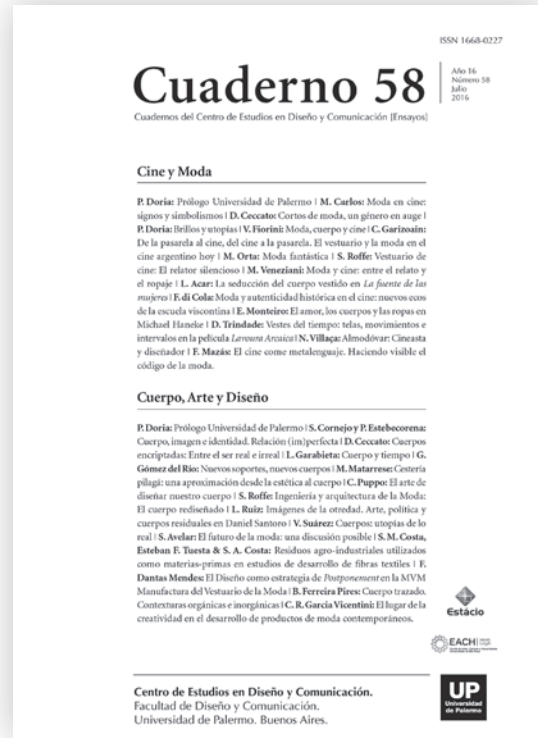 ISSN 1668-0227
Cuaderno 58
Año 16
Número 58
Julio
2016
Cuadernos del Centro de Estudios en Diseño y Comunicación [Ensayos]
Cine y Moda
P. Doria: Prólogo Universidad de Palermo | M. Carlos: Moda en cine:
signos y simbolismos | D. Ceccato: Cortos de moda, un género en auge |
P. Doria: Brillos y utopías | V. Fiorini: Moda, cuerpo y cine | C. Garizoain:
De la pasarela al cine, del cine a la pasarela. El vestuario y la moda en el
cine argentino hoy | M. Orta: Moda fantástica | S. Roffe: Vestuario de
cine: El relator silencioso | M. Veneziani: Moda y cine: entre el relato y
el ropaje | L. Acar: La seducción del cuerpo vestido en La fuente de las
mujeres | F. di Cola: Moda y autenticidad histórica en el cine: nuevos ecos
de la escuela viscontina | E. Monteiro: El amor, los cuerpos y las ropas en
Michael Haneke | D. Trindade: Vestes del tiempo: telas, movimientos e
intervalos en la película Lavoura Arcaica | N. Villaça: Almodóvar: Cineasta
y diseñador | F. Mazás: El cine come metalenguaje. Haciendo visible el
código de la moda.
Cuerpo, Arte y Diseño
P. Doria: Prólogo Universidad de Palermo | S. Cornejo y P. Estebecorena:
Cuerpo, imagen e identidad. Relación (im)perfecta | D. Ceccato: Cuerpos
encriptados: Entre el ser real e irreal | L. Garabieta: Cuerpo y tiempo | G.
Gómez del Río: Nuevos soportes, nuevos cuerpos | M. Matarrese: Cestería
pilagá: una aproximación desde la estética al cuerpo | C. Puppo: El arte de
diseñar nuestro cuerpo | S. Roffe: Ingeniería y arquitectura de la Moda:
El cuerpo rediseñado | L. Ruiz: Imágenes de la otredad. Arte, política y
cuerpos residuales en Daniel Santoro | V. Suárez: Cuerpos: utopías de lo
real | S. Avelar: El futuro de la moda: una discusión posible | S. M. Costa,
Esteban F. Tuesta & S. A. Costa: Residuos agro-industriales utilizados
como materias-primas en estudios de desarrollo de fibras textiles | F.
Dantas Mendes: El Diseño como estrategia de Postponement en la MVM
Manufactura del Vestuario de la Moda | B. Ferreira Pires: Cuerpo trazado.
Contexturas orgánicas e inorgánicas | C. R. Garcia Vicentini: El lugar de la
creatividad en el desarrollo de productos de moda contemporáneos.
Estácio
EACH
Centro de Estudios en Diseño y Comunicación.
Facultad de Diseño y Comunicación.
Universidad de Palermo. Buenos Aires.
UP
Universidad
de Palermo